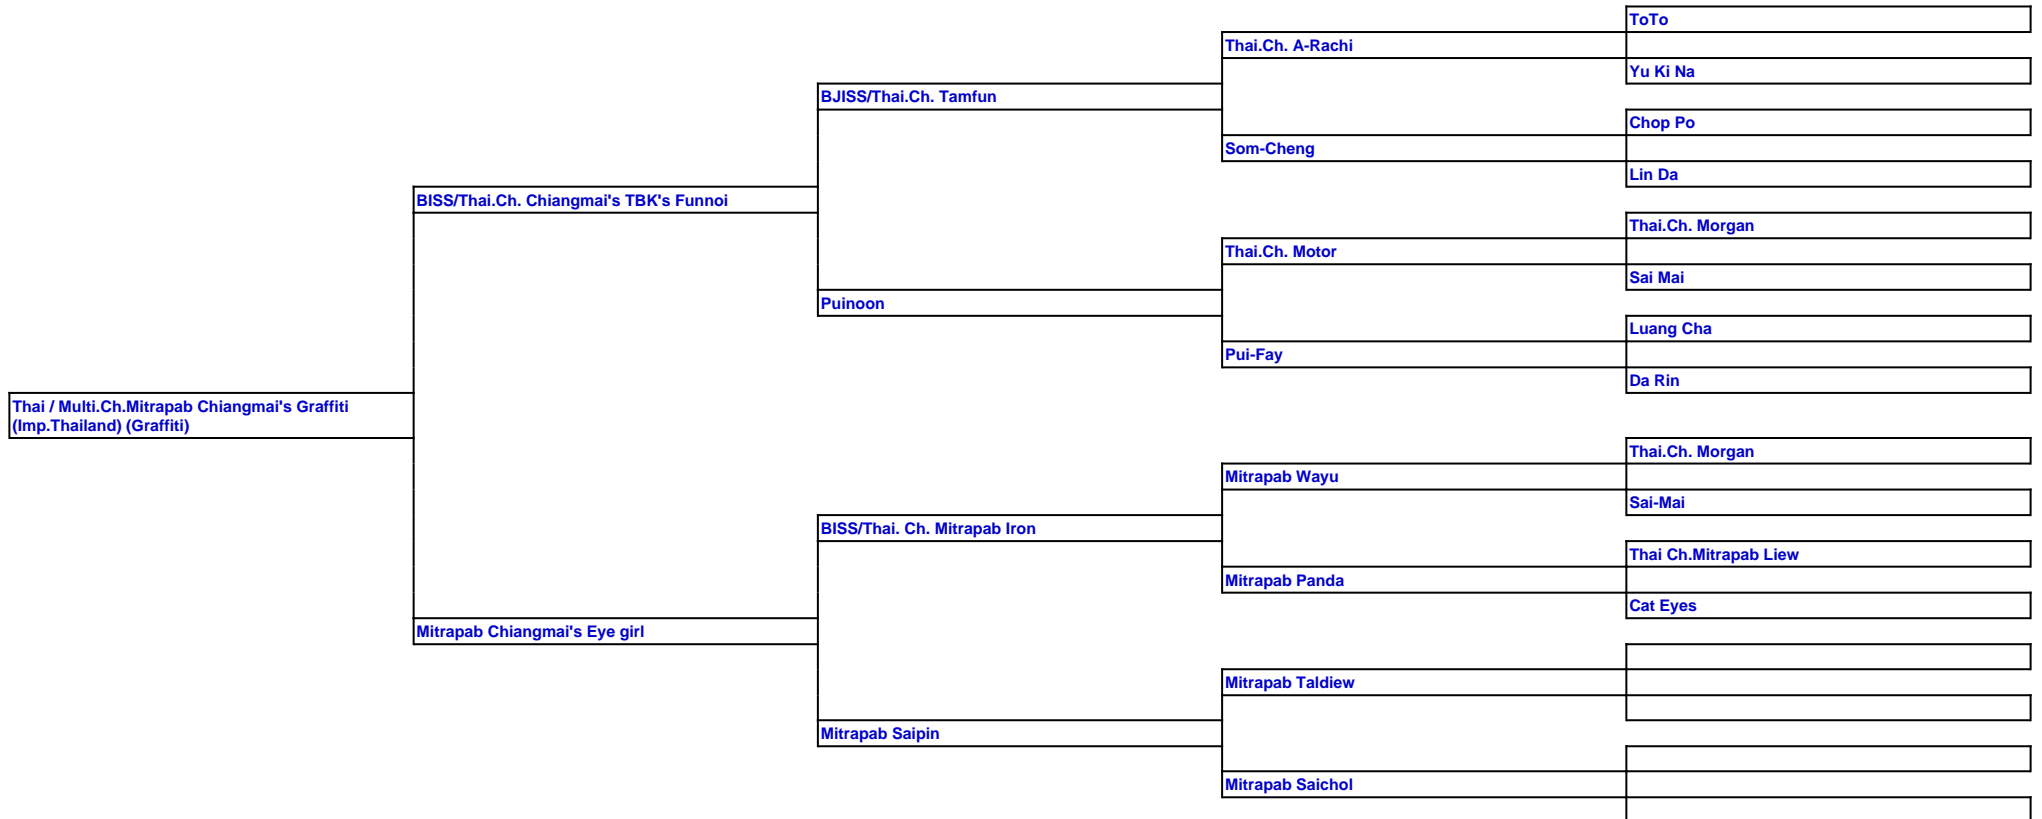 ToTo
Thai.Ch. A-Rachi
Yu Ki Na
BJISS/Thai.Ch. Tamfun
Chop Po
Som-Cheng
Lin Da
BISS/Thai.Ch. Chiangmai's TBK's Funnoi
Thai.Ch. Morgan
Thai.Ch. Motor
Sai Mai
Puinoon
Luang Cha
Pui-Fay
Da Rin
Thai / Multi.Ch.Mitrapab Chiangmai's Graffiti
(Imp.Thailand) (Graffiti)
Thai.Ch. Morgan
Mitrapab Wayu
Sai-Mai
BISS/Thai. Ch. Mitrapab Iron
Thai Ch.Mitrapab Liew
Mitrapab Panda
Cat Eyes
Mitrapab Chiangmai's Eye girl
Mitrapab Taldiew
Mitrapab Saipin
Mitrapab Saichol